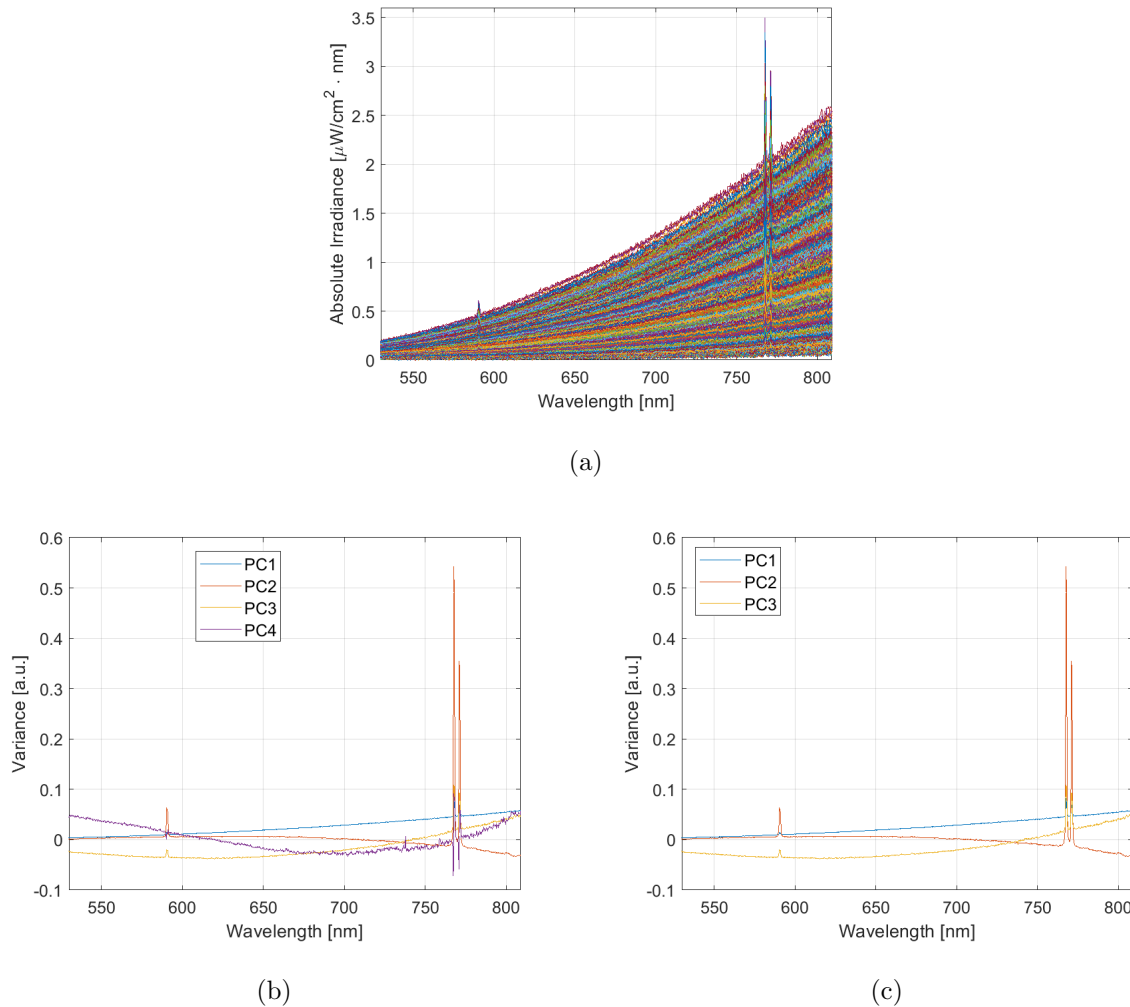 3.5
3
2.5
2
1.5
1
0.5
0
Absolute Irradiance [μW/cm² · nm]
550 600 650 700 750 800
Wavelength [nm]
(a)
0.6
0.5
0.4
0.3
0.2
0.1
0
-0.1
Variance [a.u.]
PC1
PC2
PC3
PC4
550 600 650 700 750 800
Wavelength [nm]
(b)
0.6
0.5
0.4
0.3
0.2
0.1
0
-0.1
Variance [a.u.]
PC1
PC2
PC3
550 600 650 700 750 800
Wavelength [nm]
(c)